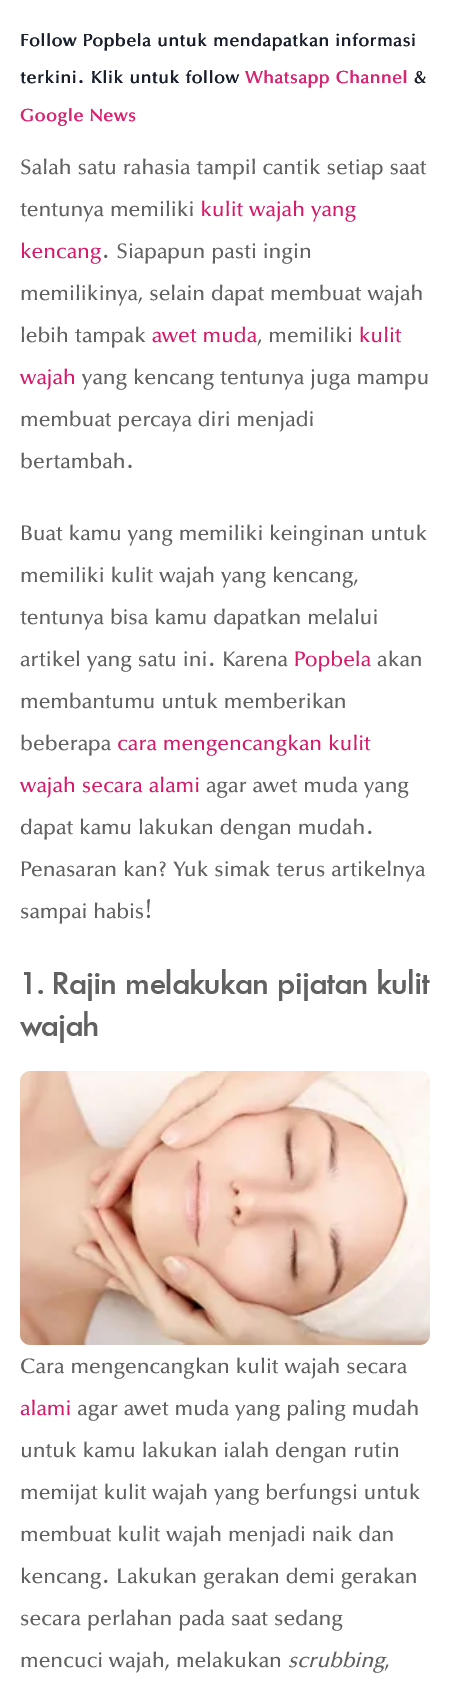 Follow Popbela untuk mendapatkan informasi
terkini. Klik untuk follow Whatsapp Channel &
Google News
Salah satu rahasia tampil cantik setiap saat
tentunya memiliki kulit wajah yang
kencang. Siapapun pasti ingin
memilikinya, selain dapat membuat wajah
lebih tampak awet muda, memiliki kulit
wajah yang kencang tentunya juga mampu
membuat percaya diri menjadi
bertambah.
Buat kamu yang memiliki keinginan untuk
memiliki kulit wajah yang kencang,
tentunya bisa kamu dapatkan melalui
artikel yang satu ini. Karena Popbela akan
membantumu untuk memberikan
beberapa cara mengencangkan kulit
wajah secara alami agar awet muda yang
dapat kamu lakukan dengan mudah.
Penasaran kan? Yuk simak terus artikelnya
sampai habis!
1. Rajin melakukan pijatan kulit
wajah
Cara mengencangkan kulit wajah secara
alami agar awet muda yang paling mudah
untuk kamu lakukan ialah dengan rutin
memijat kulit wajah yang berfungsi untuk
membuat kulit wajah menjadi naik dan
kencang. Lakukan gerakan demi gerakan
secara perlahan pada saat sedang
mencuci wajah, melakukan scrubbing,